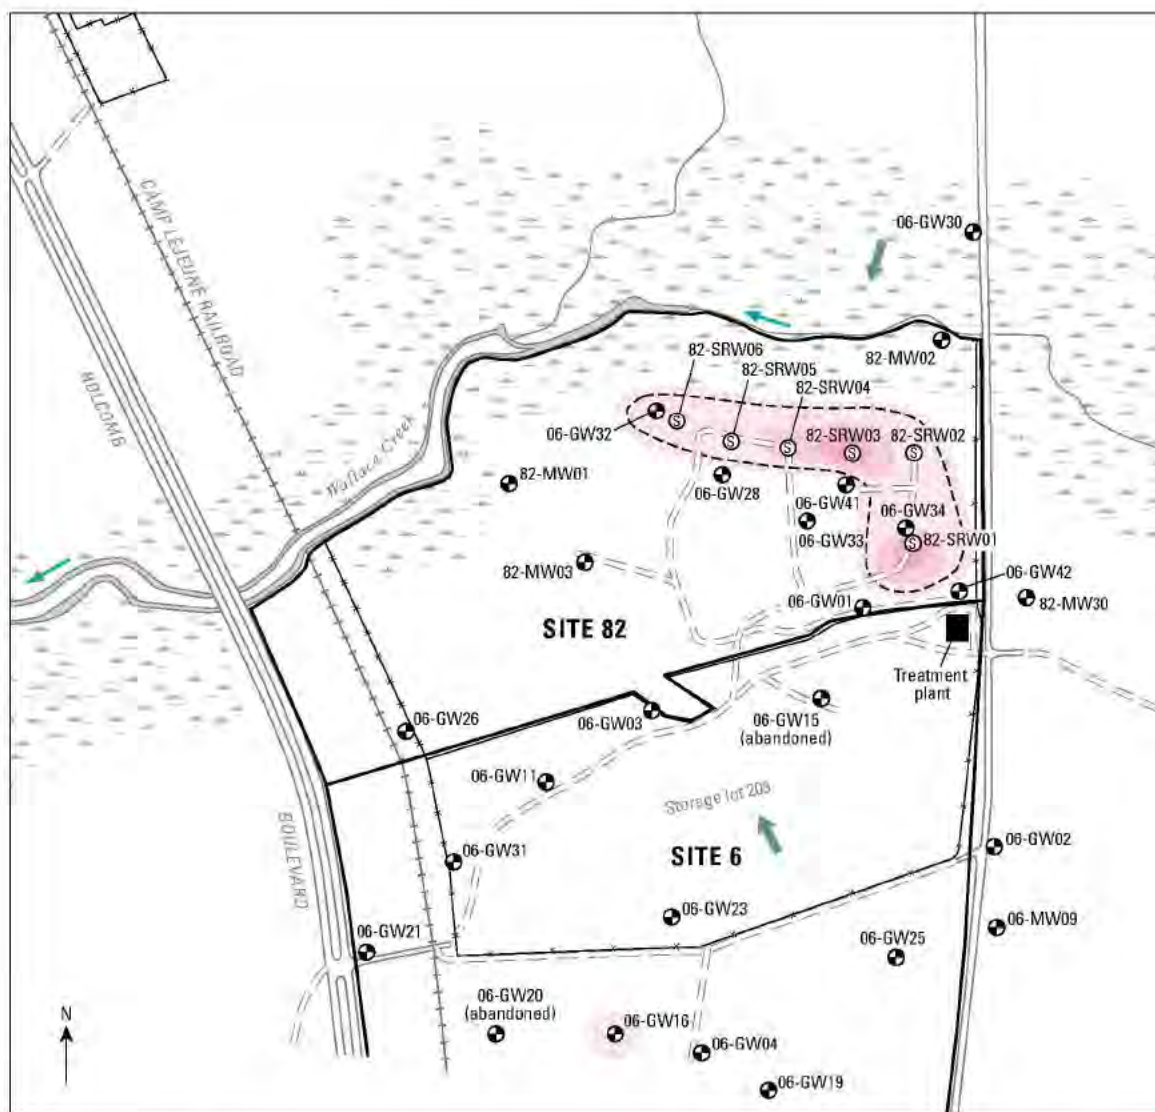 CAMP LEJEUNE RAILROAD
HOLCOMB
BOULEVARD
Wallace Creek
06-GW30
82-MW02
82-SRW06
82-SRW05
82-SRW04
82-SRW03
82-SRW02
06-GW32
82-MW01
06-GW28
06-GW41
06-GW34
06-GW33
82-SRW01
82-MW03
06-GW42
06-GW01
82-MW30
SITE 82
Treatment
plant
06-GW26
06-GW03
06-GW15
(abandoned)
06-GW11
Storage lot 203
SITE 6
06-GW31
06-GW02
06-GW23
06-MW09
06-GW21
06-GW25
06-GW20
(abandoned)
06-GW16
06-GW04
06-GW19
N
S
S
S
S
S
S